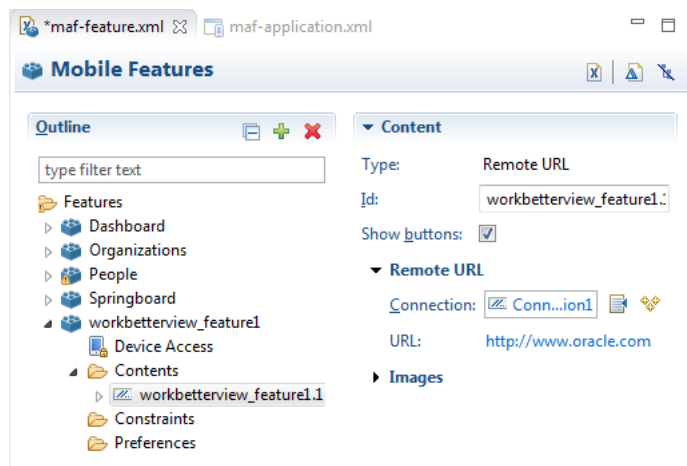 *maf-feature.xml maf-application.xml
Mobile Features
Outline
type filter text
Features
Dashboard
Organizations
People
Springboard
workbetterview_feature1
Device Access
Contents
workbetterview_feature1.1
Constraints
Preferences
Content
Type: Remote URL
Id: workbetterview_feature1.
Show buttons:
Remote URL
Connection: Conn...ion1
URL: http://www.oracle.com
Images